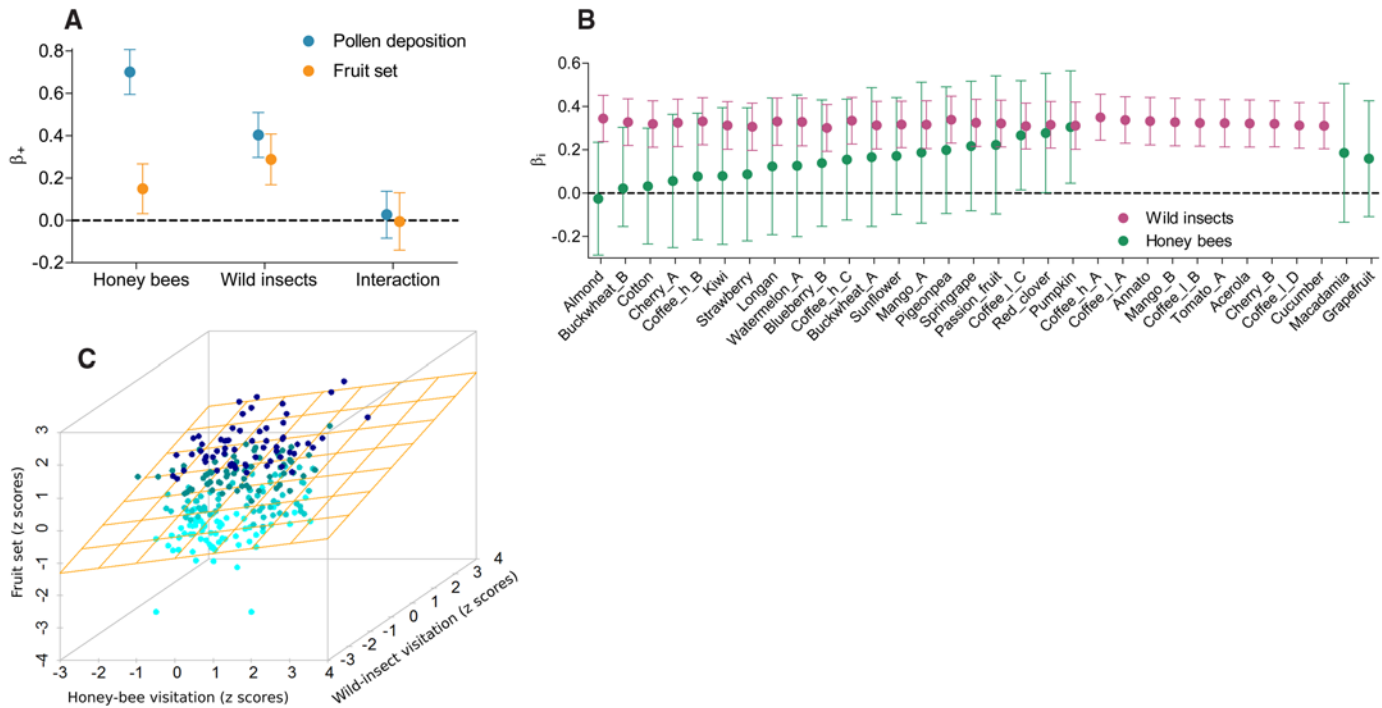 A
Pollen deposition
Fruit set
0.8
0.6
0.4
0.2
0.0
-0.2
β+
Honey bees
Wild insects
Interaction
B
0.6
0.4
0.2
0.0
-0.2
βi
Wild insects
Honey bees
Almond
Buckwheat_B
Cotton
Cherry_A
Coffee_h_B
Kiwi
Strawberry
Longan
Watermelon_A
Blueberry_B
Coffee_h_C
Buckwheat_A
Sunflower
Mango_A
Pigeonpea
Springrape
Passion_fruit
Coffee_l_C
Red_clover
Pumpkin
Coffee_h_A
Coffee_l_A
Annato
Mango_B
Coffee_l_B
Tomato_A
Acerola
Cherry_B
Coffee_l_D
Cucumber
Macadamia
Grapefruit
C
3
2
1
0
-1
-2
-3
-4
Fruit set (z scores)
-3 -2 -1 0 1 2 3 4
Honey-bee visitation (z scores)
-3 -2 -1 0 1 2 3 4
Wild-insect visitation (z scores)